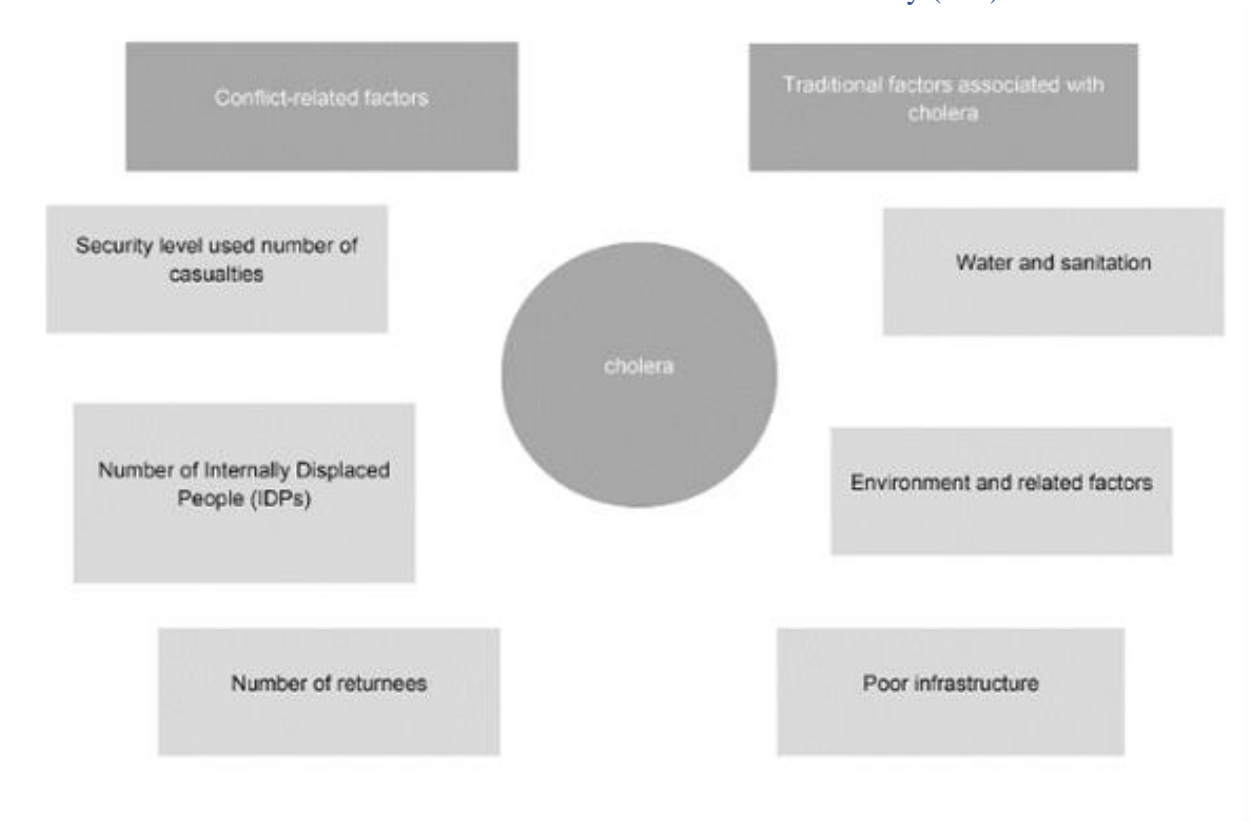 Conflict-related factors
Traditional factors associated with
cholera
Security level used number of
casualties
Water and sanitation
cholera
Number of Internally Displaced
People (IDPs)
Environment and related factors
Number of returnees
Poor infrastructure